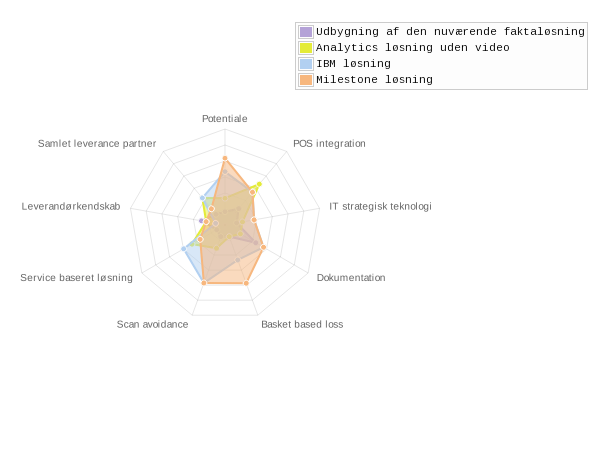 Udbygning af den nuværende faktaløsning
Analytics løsning uden video
IBM løsning
Milestone løsning
Potentiale
Samlet leverance partner
POS integration
Leverandørkendskab
IT strategisk teknologi
Service baseret løsning
Dokumentation
Scan avoidance
Basket based loss